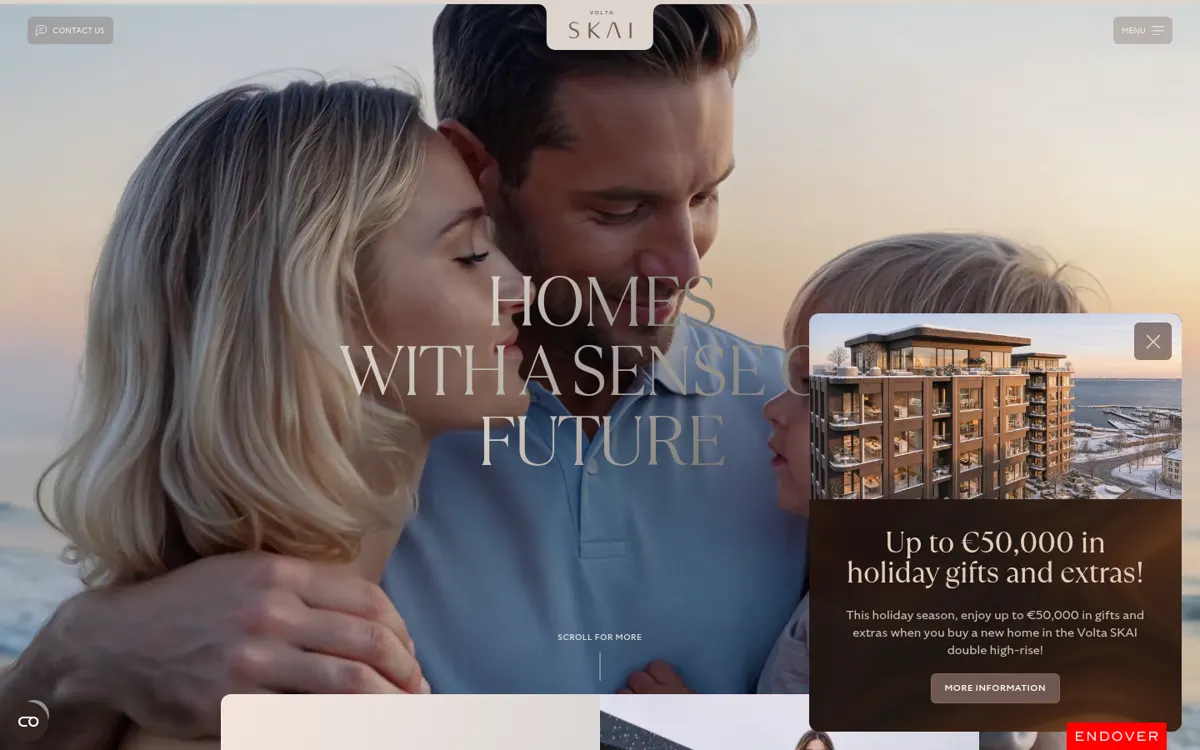 CONTACT US
VOLTA
SKAI
MENU
HOMES
WITH A SENSE
FUTURE
SCROLL FOR MORE
Up to €50,000 in
holiday gifts and extras!
This holiday season, enjoy up to €50,000 in gifts and
extras when you buy a new home in the Volta SKAI
double high-rise!
MORE INFORMATION
ENDOVER